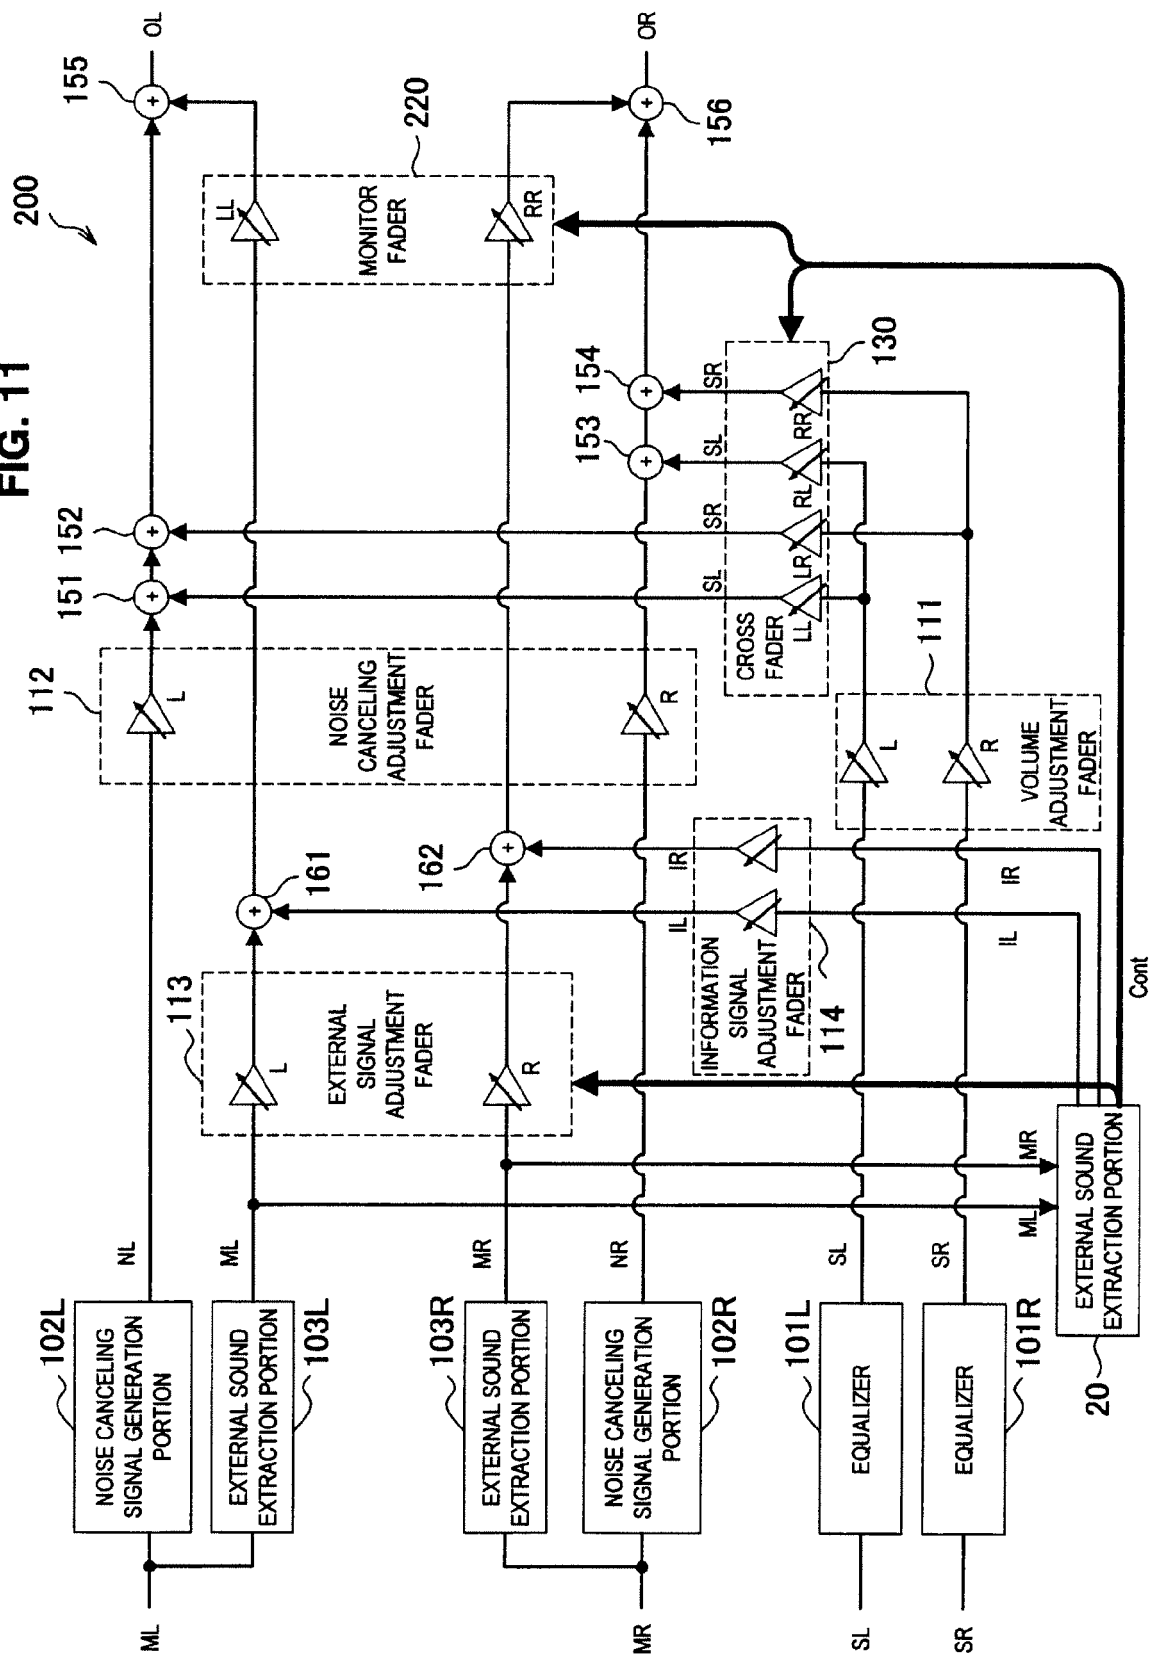 FIG. 11
200
ML
102L
NOISE CANCELING
SIGNAL GENERATION
PORTION
NL
112
L
NOISE
CANCELING
ADJUSTMENT
FADER
R
151
152
155
OL
103L
EXTERNAL SOUND
EXTRACTION PORTION
ML
113
L
EXTERNAL
SIGNAL
ADJUSTMENT
FADER
R
161
LL
MONITOR
FADER
RR
220
103R
EXTERNAL SOUND
EXTRACTION PORTION
MR
162
MR
NOISE CANCELING
SIGNAL GENERATION
PORTION
102R
NR
153
154
156
OR
IL
IR
INFORMATION
SIGNAL
ADJUSTMENT
FADER
114
IL
IR
SL
SR
SL
SR
CROSS
FADER
LL
LR
RL
RR
130
SL
101L
EQUALIZER
SL
L
111
SR
EQUALIZER
101R
SR
R
VOLUME
ADJUSTMENT
FADER
ML
MR
EXTERNAL SOUND
EXTRACTION PORTION
20
Cont